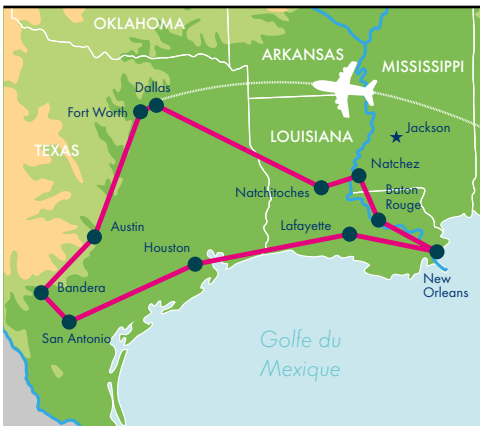 OKLAHOMA
ARKANSAS
MISSISSIPPI
Dallas
Fort Worth
Jackson
LOUISIANA
TEXAS
Natchez
Natchitoches
Baton
Rouge
Austin
Lafayette
Houston
New
Orleans
Bandera
San Antonio
Golfe du
Mexique